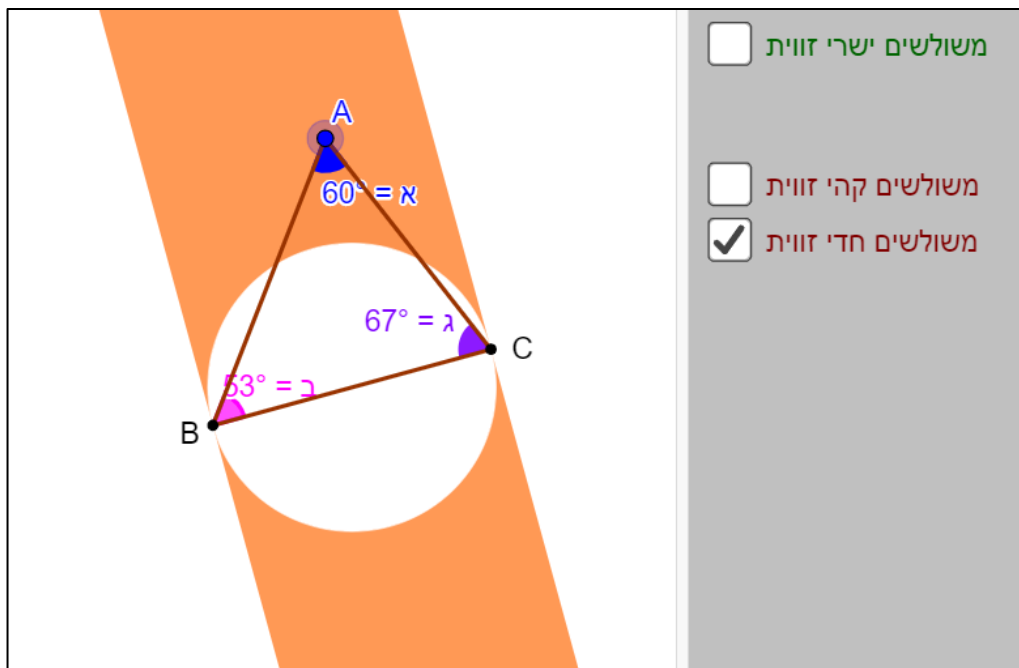 משולשים ישרי זווית
משולשים קהי זווית
משולשים חדי זווית
A
א = 60°
ג = 67°
C
ב = 53°
B